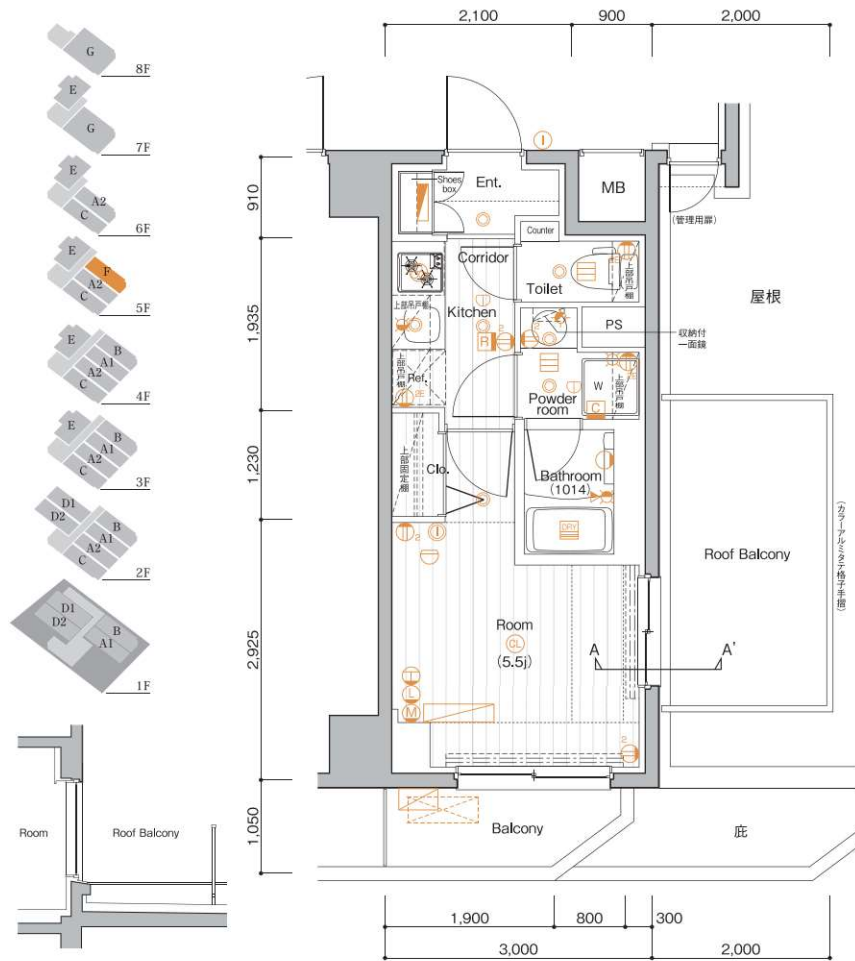 2,100
900
2,000
G
8F
E
G
7F
E
A2
C
6F
E
F
A2
C
5F
E
B
A1
A2
C
4F
E
B
A1
A2
C
3F
D1
D2
B
A1
A2
C
2F
D1
D2
B
A1
1F
910
1,935
1,230
2,925
1,050
I
Shoes
box
Ent.
MB
(管理用扉)
Counter
Corridor
Toilet
上部吊戸棚
上部吊戸棚
Kitchen
PS
収納付
一面鏡
屋根
R
2
2
上部吊戸棚
Ref.
E
W
上部吊戸棚
C
Powder
room
上部固定棚
Clo.
Bathroom
(1014)
DRY
2
I
Roof Balcony
(カラーアルミタテ格子手摺)
Room
CL
(5.5j)
A
A'
T
L
M
2
Balcony
庇
Room
Roof Balcony
1,900
800
300
3,000
2,000